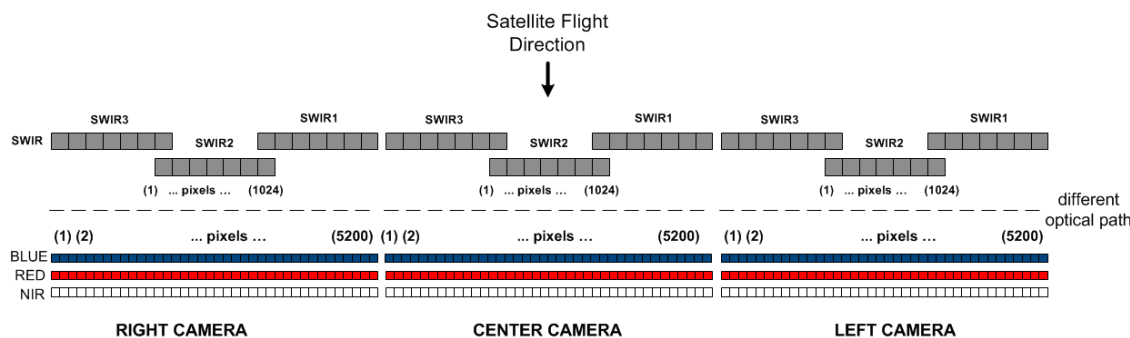 Satellite Flight
Direction
SWIR3 SWIR1 SWIR3 SWIR1 SWIR3 SWIR1
SWIR SWIR2 SWIR2 SWIR2
(1) ... pixels ... (1024) (1) ... pixels ... (1024) (1) ... pixels ... (1024)
different
optical path
(1) (2) ... pixels ... (5200) (1) (2) ... pixels ... (5200) (1) (2) ... pixels ... (5200)
BLUE
RED
NIR
RIGHT CAMERA CENTER CAMERA LEFT CAMERA